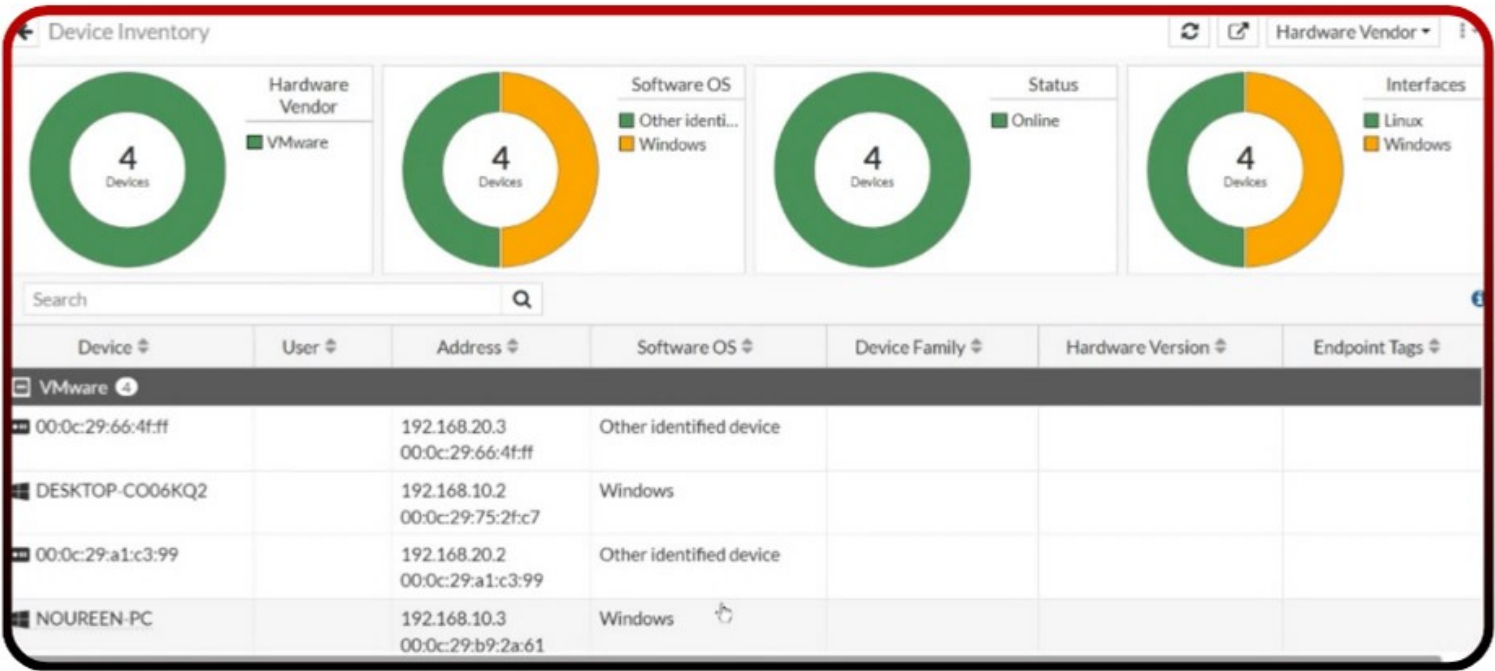 Device Inventory
Hardware Vendor
Hardware
Vendor
VMware
4
Devices
Software OS
Other identi...
Windows
4
Devices
Status
Online
4
Devices
Interfaces
Linux
Windows
4
Devices
Search
Device User Address Software OS Device Family Hardware Version Endpoint Tags
VMware 4
00:0c:29:66:4f:ff 192.168.20.3 Other identified device
00:0c:29:66:4f:ff
DESKTOP-CO06KQ2 192.168.10.2 Windows
00:0c:29:75:2f:c7
00:0c:29:a1:c3:99 192.168.20.2 Other identified device
00:0c:29:a1:c3:99
NOUREEN-PC 192.168.10.3 Windows
00:0c:29:b9:2a:61